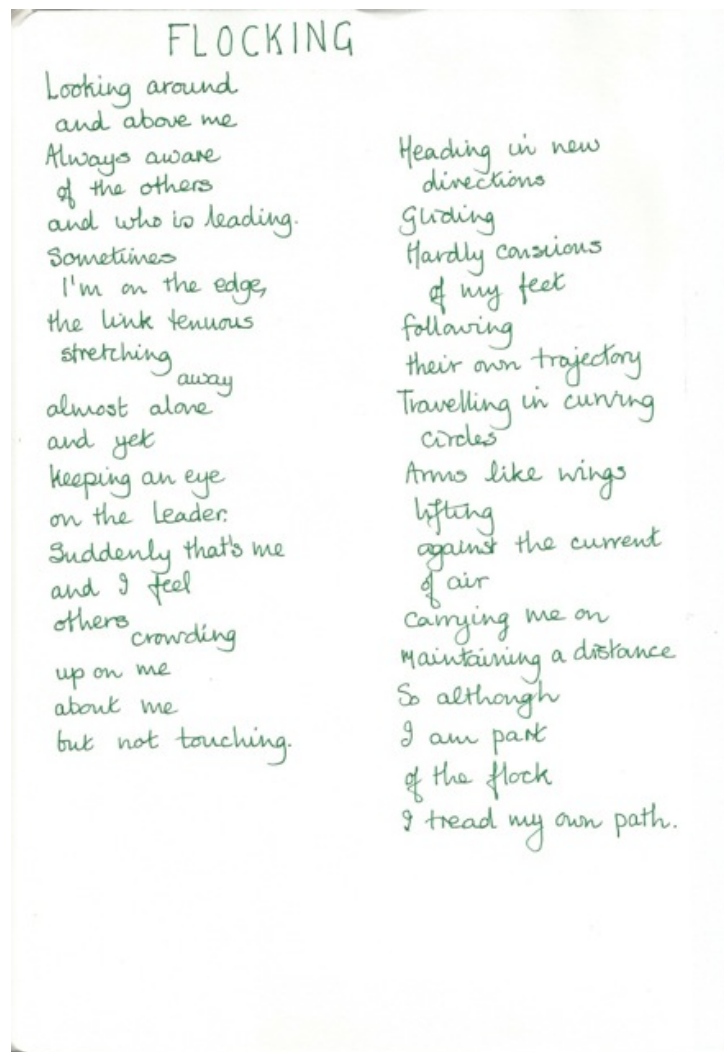 FLOCKING
Looking around
and above me
Always aware
of the others
and who is leading.
Sometimes
I'm on the edge,
the link tenuous
stretching
away
almost alone
and yet
keeping an eye
on the leader.
Suddenly that's me
and I feel
others
crowding
up on me
about me
but not touching.
Heading in new
directions
Gliding
Hardly conscious
of my feet
following
their own trajectory
Travelling in curving
circles
Arms like wings
lifting
against the current
of air
carrying me on
Maintaining a distance
So although
I am part
of the flock
I tread my own path.